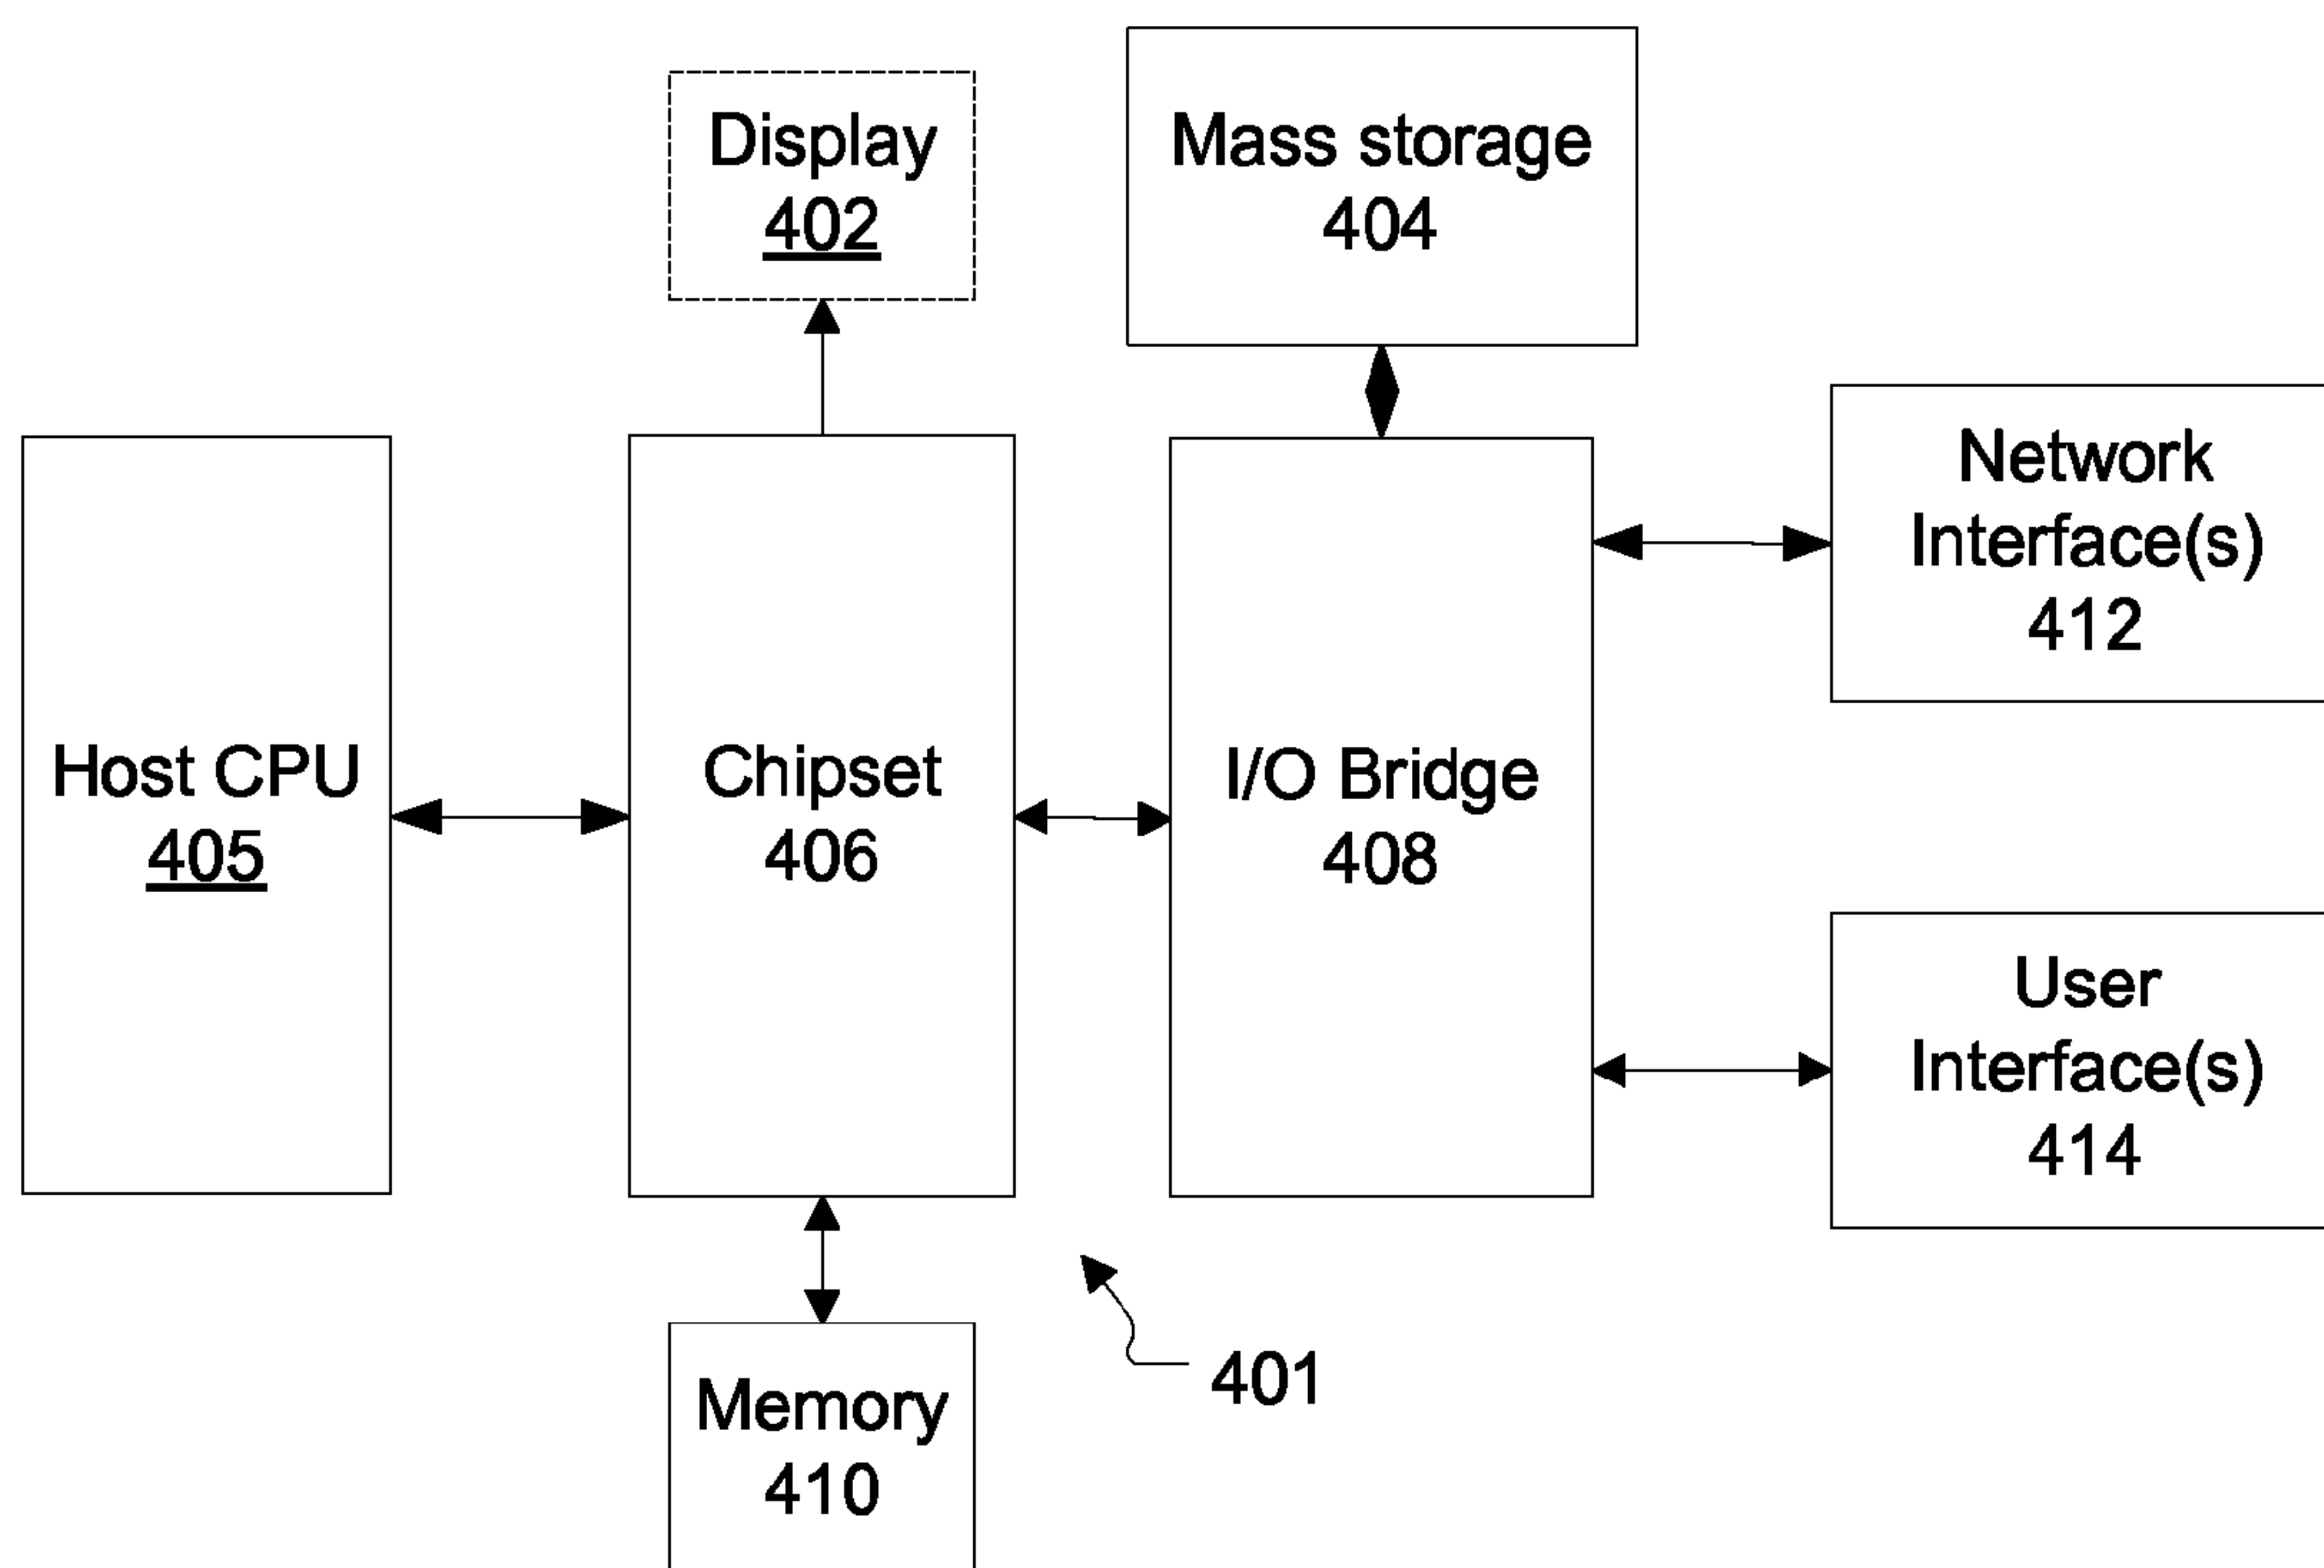 Display
402
Mass storage
404
Network
Interface(s)
412
Host CPU
405
Chipset
406
I/O Bridge
408
User
Interface(s)
414
401
Memory
410